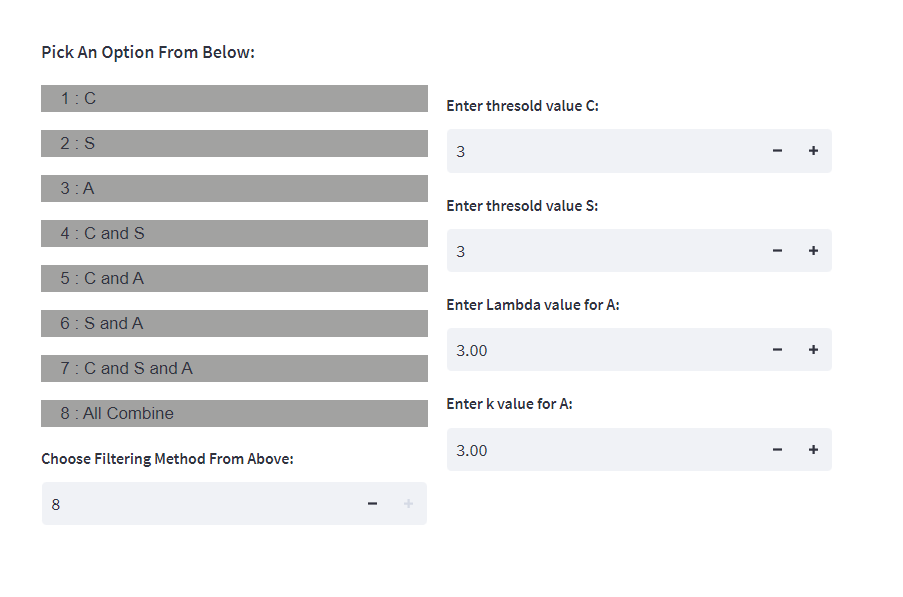 Pick An Option From Below:
1 : C
2 : S
3 : A
4 : C and S
5 : C and A
6 : S and A
7 : C and S and A
8 : All Combine
Choose Filtering Method From Above:
8
Enter thresold value C:
3
Enter thresold value S:
3
Enter Lambda value for A:
3.00
Enter k value for A:
3.00